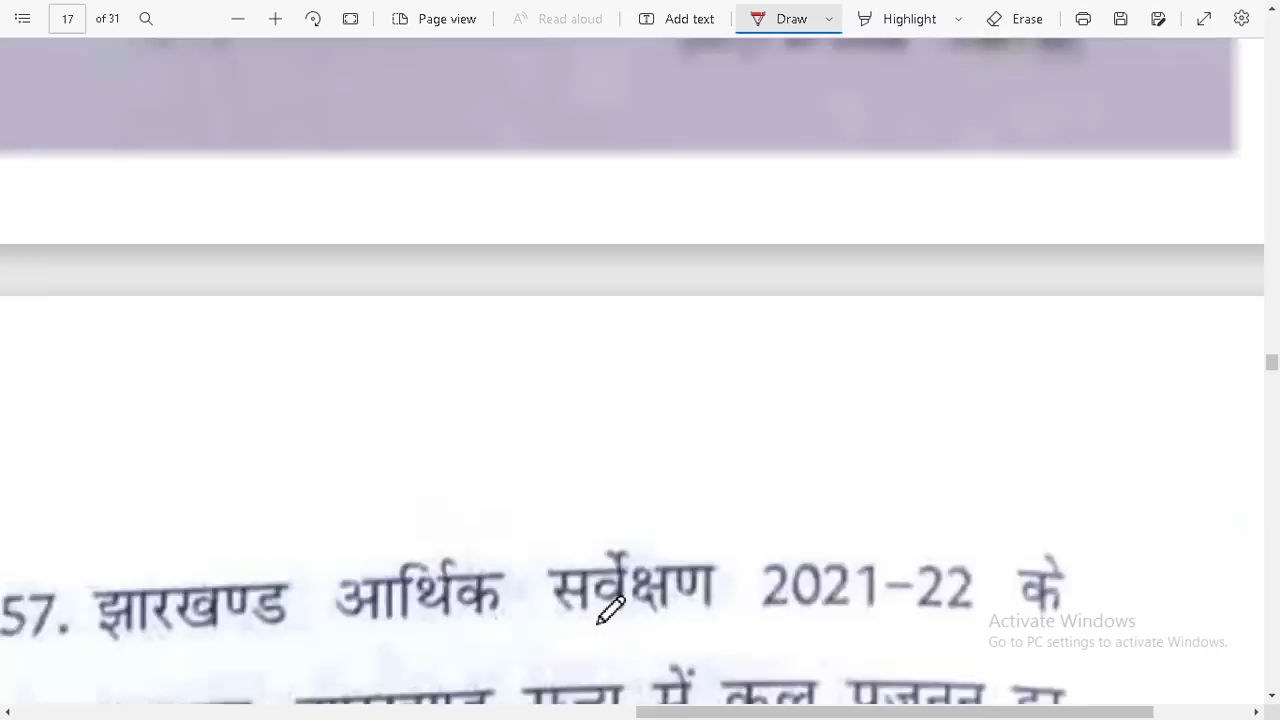 17 of 31 Page view Read aloud Add text Draw Highlight Erase
57. झारखण्ड आर्थिक सर्वेक्षण 2021-22 के
Activate Windows
Go to PC settings to activate Windows.
में कुल प्रजनन